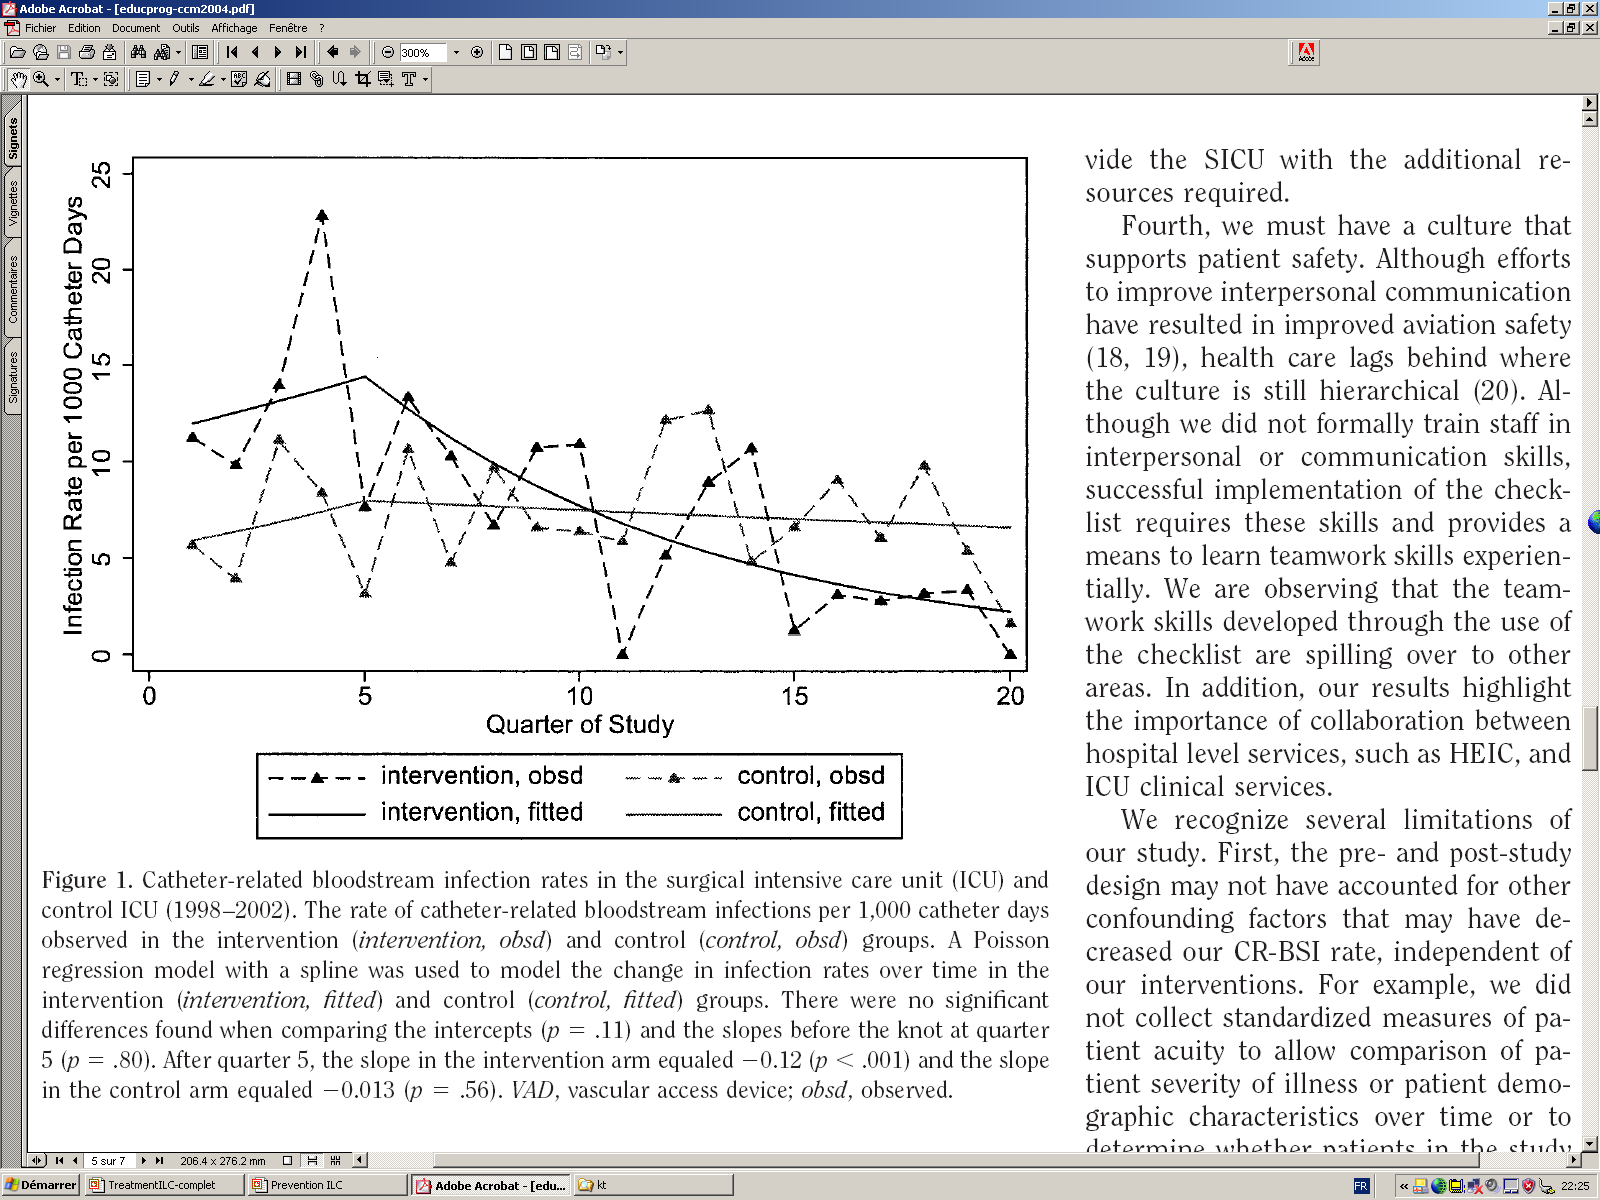 Adobe Acrobat - [educprog-ccm2004.pdf]
Fichier Edition Document Outils Affichage Fenêtre ?
300%
Signets
Vignettes
Commentaires
Signatures
25
20
15
10
5
0
Infection Rate per 1000 Catheter Days
0 5 10 15 20
Quarter of Study
intervention, obsd control, obsd
intervention, fitted control, fitted
Figure 1. Catheter-related bloodstream infection rates in the surgical intensive care unit (ICU) and
control ICU (1998–2002). The rate of catheter-related bloodstream infections per 1,000 catheter days
observed in the intervention (intervention, obsd) and control (control, obsd) groups. A Poisson
regression model with a spline was used to model the change in infection rates over time in the
intervention (intervention, fitted) and control (control, fitted) groups. There were no significant
differences found when comparing the intercepts (p = .11) and the slopes before the knot at quarter
5 (p = .80). After quarter 5, the slope in the intervention arm equaled −0.12 (p < .001) and the slope
in the control arm equaled −0.013 (p = .56). VAD, vascular access device; obsd, observed.
vide the SICU with the additional re-
sources required.
Fourth, we must have a culture that
supports patient safety. Although efforts
to improve interpersonal communication
have resulted in improved aviation safety
(18, 19), health care lags behind where
the culture is still hierarchical (20). Al-
though we did not formally train staff in
interpersonal or communication skills,
successful implementation of the check-
list requires these skills and provides a
means to learn teamwork skills experien-
tially. We are observing that the team-
work skills developed through the use of
the checklist are spilling over to other
areas. In addition, our results highlight
the importance of collaboration between
hospital level services, such as HEIC, and
ICU clinical services.
We recognize several limitations of
our study. First, the pre- and post-study
design may not have accounted for other
confounding factors that may have de-
creased our CR-BSI rate, independent of
our interventions. For example, we did
not collect standardized measures of pa-
tient acuity to allow comparison of pa-
tient severity of illness or patient demo-
graphic characteristics over time or to
determine whether patients in the study
5 sur 7 206.4 x 276.2 mm
Démarrer TreatmentILC-complet Prevention ILC Adobe Acrobat - [edu... kt FR « 22:25